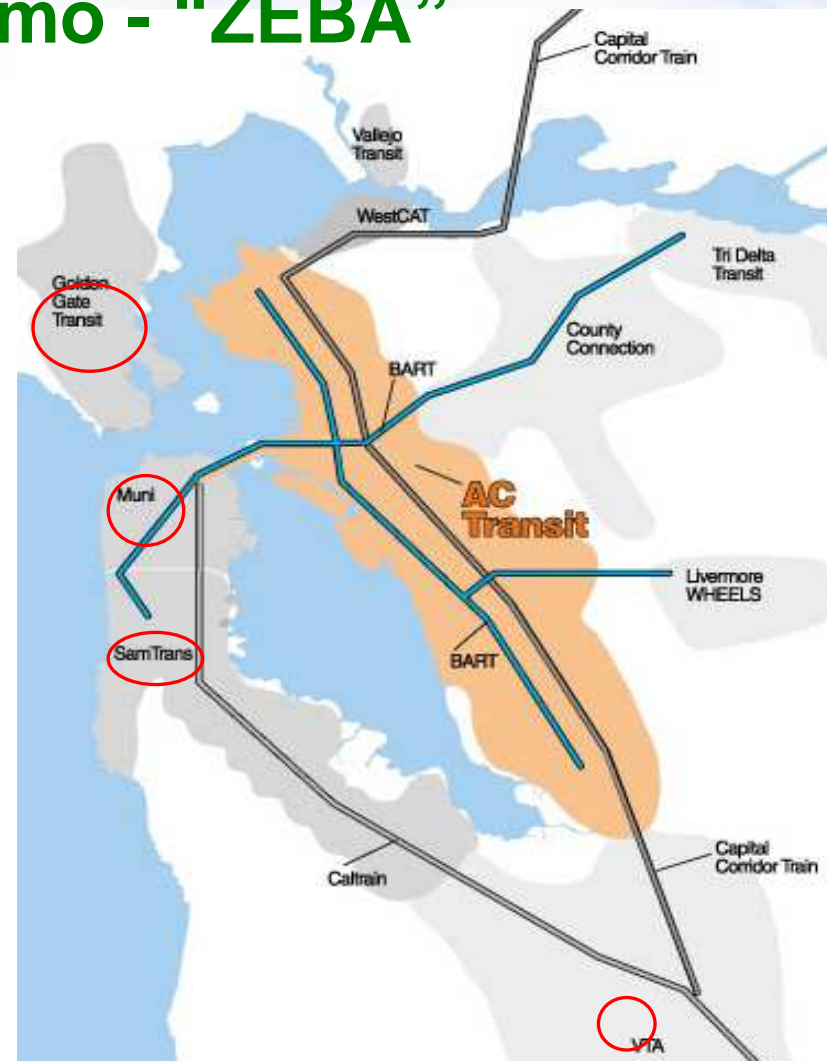 mo - "ZEBA”
Capital
Corridor Train
Vallejo
Transit
WestCAT
Golden
Gate
Transit
Tri Delta
Transit
County
Connection
BART
AC
Transit
Muni
Livermore
WHEELS
SamTrans
BART
Capital
Corridor Train
Caltrain
VTA